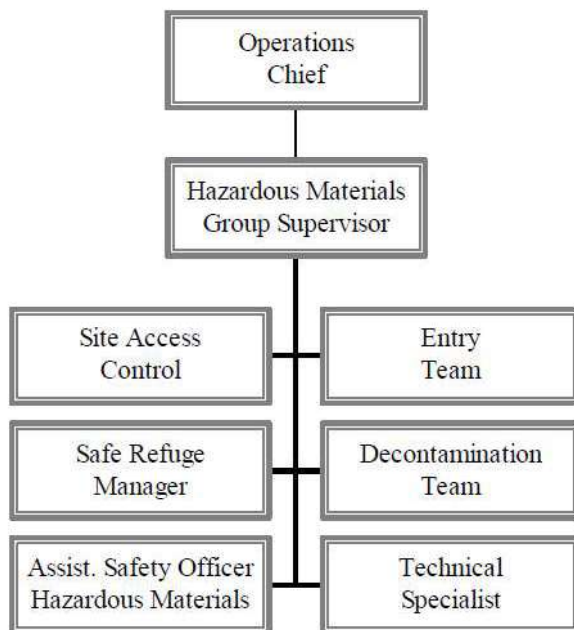 Operations
Chief
Hazardous Materials
Group Supervisor
Site Access
Control
Entry
Team
Safe Refuge
Manager
Decontamination
Team
Assist. Safety Officer
Hazardous Materials
Technical
Specialist